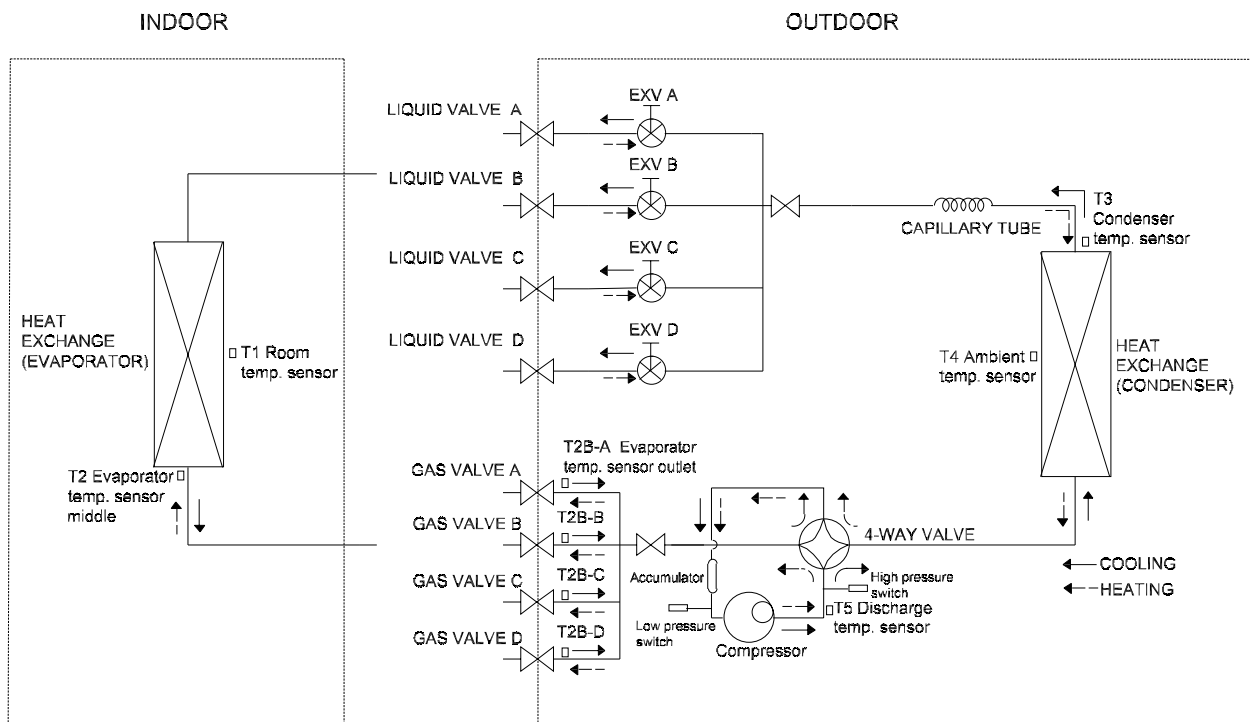 INDOOR
OUTDOOR
LIQUID VALVE A
EXV A
LIQUID VALVE B
EXV B
CAPILLARY TUBE
T3
Condenser
temp. sensor
LIQUID VALVE C
EXV C
LIQUID VALVE D
EXV D
HEAT
EXCHANGE
(EVAPORATOR)
T1 Room
temp. sensor
T4 Ambient
temp. sensor
HEAT
EXCHANGE
(CONDENSER)
T2 Evaporator
temp. sensor
middle
GAS VALVE A
T2B-A Evaporator
temp. sensor outlet
GAS VALVE B
T2B-B
GAS VALVE C
T2B-C
GAS VALVE D
T2B-D
4-WAY VALVE
Accumulator
High pressure
switch
Low pressure
switch
T5 Discharge
temp. sensor
Compressor
COOLING
HEATING